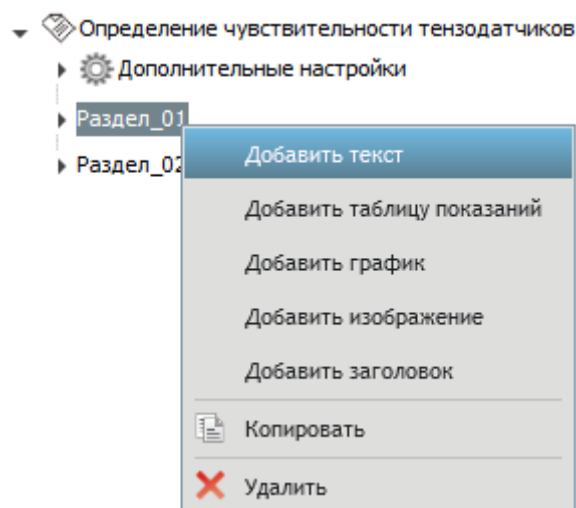 Определение чувствительности тензодатчиков
Дополнительные настройки
Раздел_01
Раздел_02
Добавить текст
Добавить таблицу показаний
Добавить график
Добавить изображение
Добавить заголовок
Копировать
Удалить